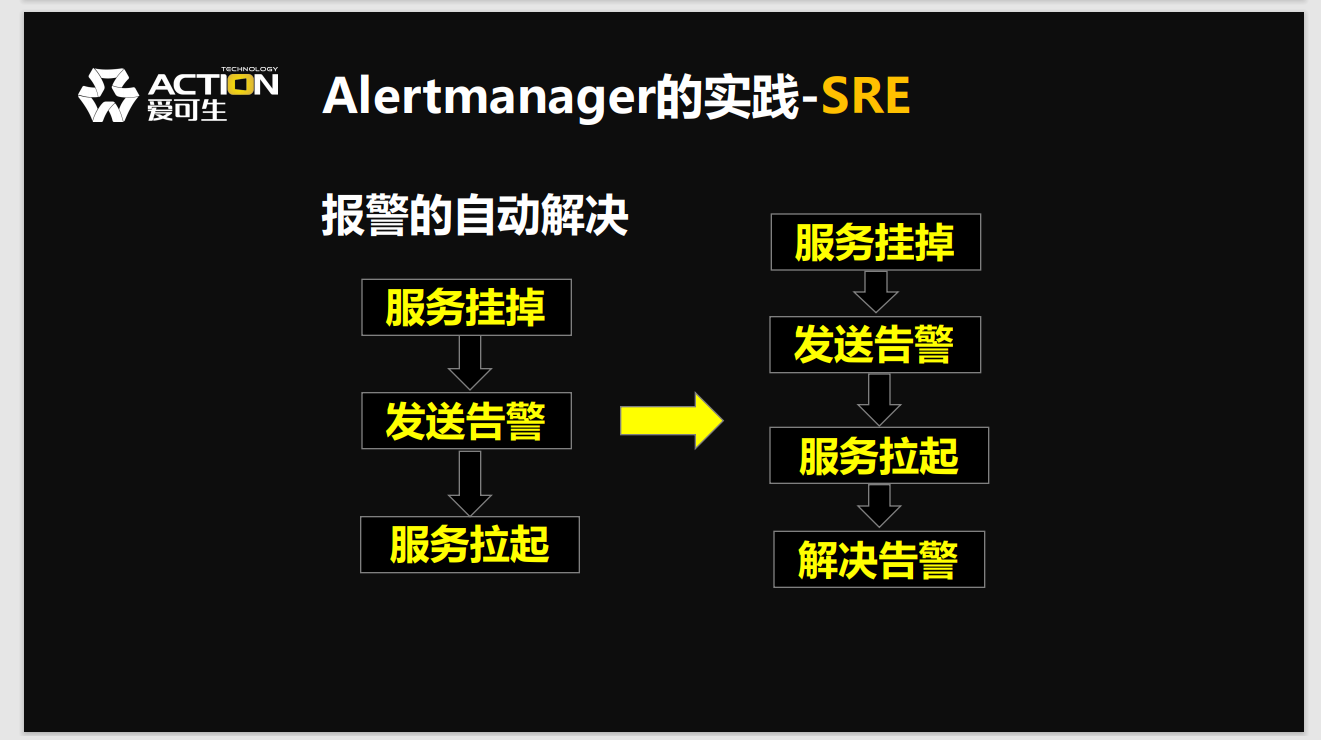 TECHNOLOGY
ACTION
爱可生
Alertmanager的实践-SRE
报警的自动解决
服务挂掉
发送告警
服务拉起
服务挂掉
发送告警
服务拉起
解决告警